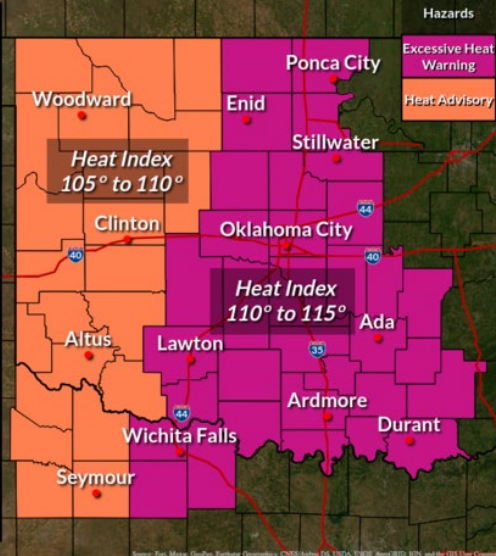 Hazards
Excessive Heat
Warning
Heat Advisory
Ponca City
Woodward
Enid
Stillwater
Heat Index
105° to 110°
44
Clinton
Oklahoma City
40
40
Heat Index
110° to 115°
Ada
Altus
Lawton
35
Ardmore
44
Durant
Wichita Falls
Seymour